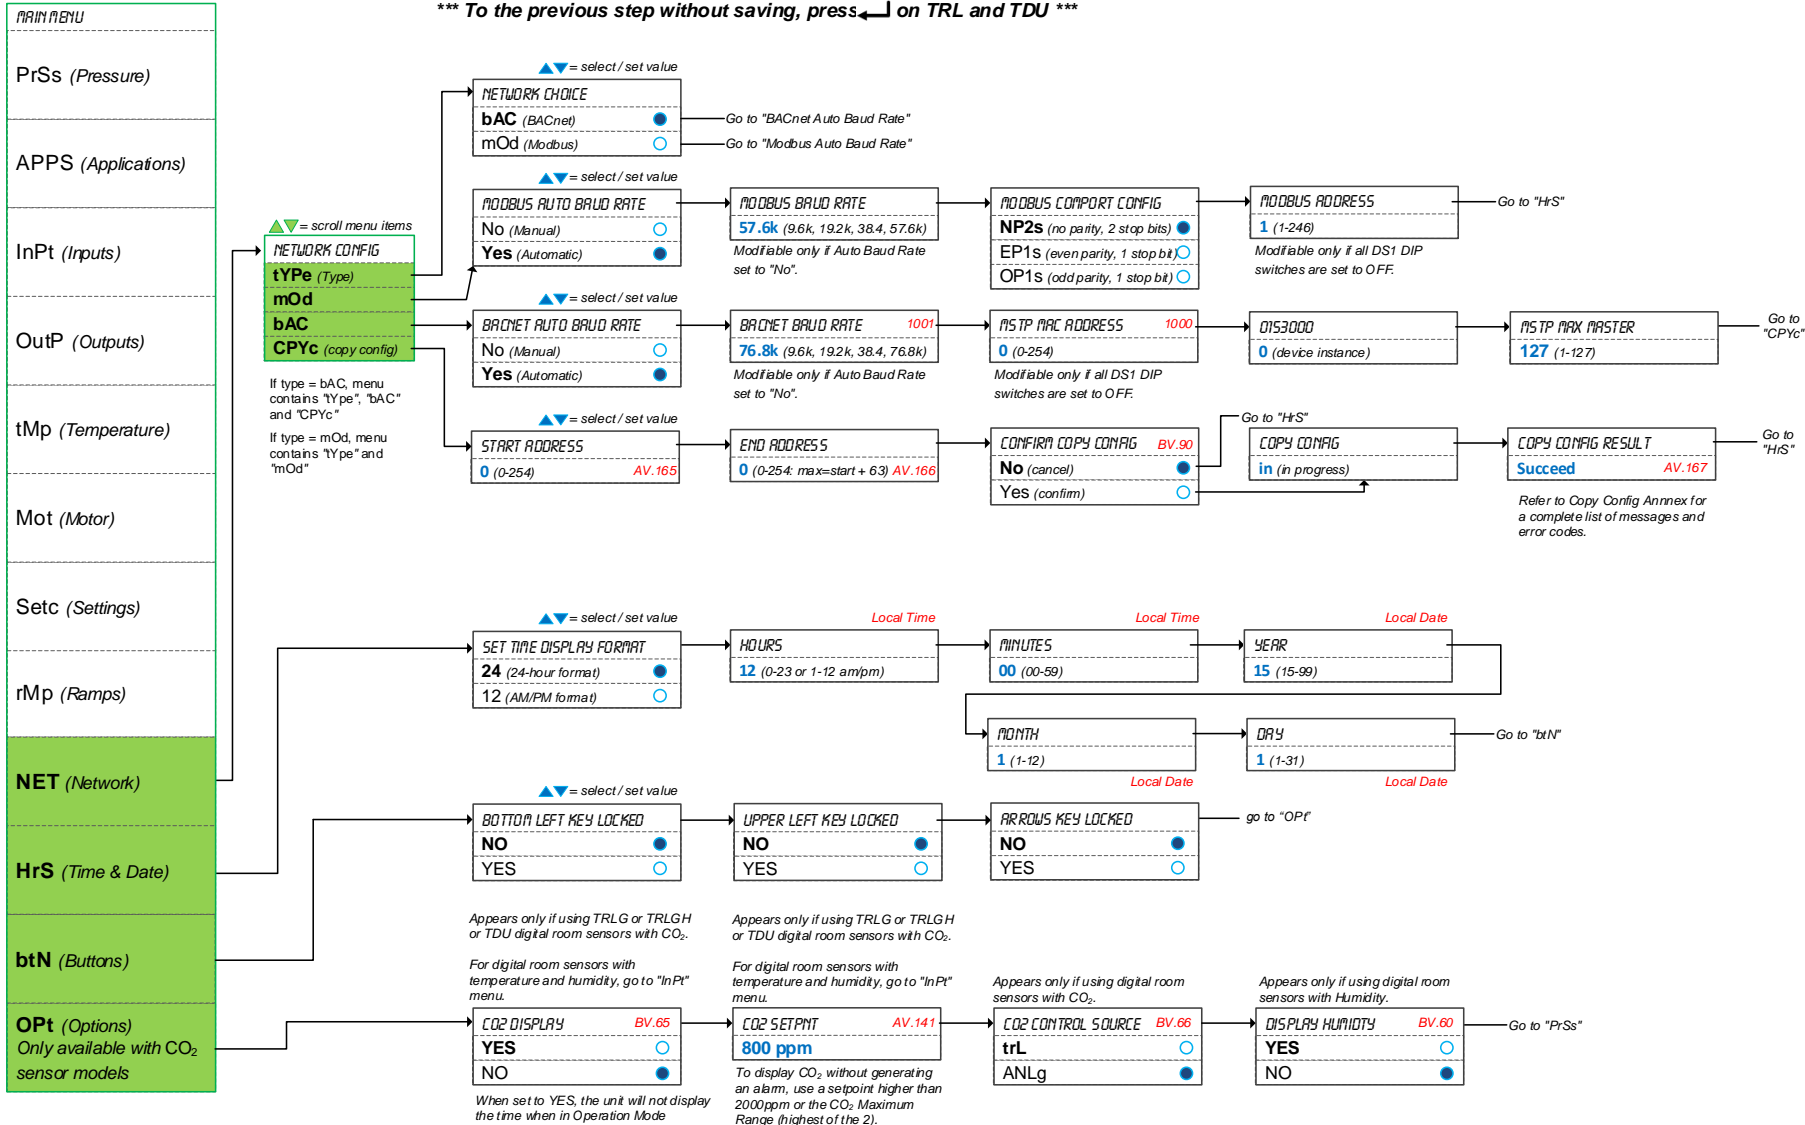 *** To the previous step without saving, press on TRL and TDU ***
MAIN MENU
PrSs (Pressure)
APPS (Applications)
InPt (Inputs)
OutP (Outputs)
tMp (Temperature)
Mot (Motor)
Setc (Settings)
rMp (Ramps)
NET (Network)
HrS (Time & Date)
btN (Buttons)
OPt (Options)
Only available with CO₂
sensor models
= scroll menu items
NETWORK CONFIG
tYPe (Type)
mOd
bAC
CPYc (copy config)
If type = bAC, menu
contains "tYpe", "bAC"
and "CPYc"
If type = mOd, menu
contains "tYpe" and
"mOd"
= select / set value
NETWORK CHOICE
bAC (BACnet)
mOd (Modbus)
Go to "BACnet Auto Baud Rate"
Go to "Modbus Auto Baud Rate"
= select / set value
MODBUS AUTO BAUD RATE
No (Manual)
Yes (Automatic)
MODBUS BAUD RATE
57.6k (9.6k, 19.2k, 38.4, 57.6k)
Modifiable only if Auto Baud Rate
set to "No".
MODBUS COMPORT CONFIG
NP2s (no parity, 2 stop bits)
EP1s (even parity, 1 stop bit)
OP1s (odd parity, 1 stop bit)
MODBUS ADDRESS
1 (1-246)
Modifiable only if all DS1 DIP
switches are set to OFF.
Go to "HrS"
= select / set value
BACNET AUTO BAUD RATE
No (Manual)
Yes (Automatic)
BACNET BAUD RATE 1001
76.8k (9.6k, 19.2k, 38.4, 76.8k)
Modifiable only if Auto Baud Rate
set to "No".
MSTP MAC ADDRESS 1000
0 (0-254)
Modifiable only if all DS1 DIP
switches are set to OFF.
0153000
0 (device instance)
MSTP MAX MASTER
127 (1-127)
Go to
"CPYc"
= select / set value
START ADDRESS
0 (0-254) AV.165
END ADDRESS
0 (0-254: max=start + 63) AV.166
CONFIRM COPY CONFIG BV.90
No (cancel)
Yes (confirm)
Go to "HrS"
COPY CONFIG
in (in progress)
COPY CONFIG RESULT
Succeed AV.167
Refer to Copy Config Annnex for
a complete list of messages and
error codes.
Go to
"HrS"
= select / set value
SET TIME DISPLAY FORMAT
24 (24-hour format)
12 (AM/PM format)
Local Time
HOURS
12 (0-23 or 1-12 am/pm)
Local Time
MINUTES
00 (00-59)
Local Date
YEAR
15 (15-99)
MONTH
1 (1-12)
Local Date
DAY
1 (1-31)
Local Date
Go to "btN"
= select / set value
BOTTOM LEFT KEY LOCKED
NO
YES
UPPER LEFT KEY LOCKED
NO
YES
ARROWS KEY LOCKED
NO
YES
go to "OPt"
Appears only if using TRLG or TRLGH
or TDU digital room sensors with CO₂.
For digital room sensors with
temperature and humidity, go to "InPt"
menu.
CO2 DISPLAY BV.65
YES
NO
When set to YES, the unit will not display
the time when in Operation Mode
Appears only if using TRLG or TRLGH
or TDU digital room sensors with CO₂.
For digital room sensors with
temperature and humidity, go to "InPt"
menu.
CO2 SETPNT AV.141
800 ppm
To display CO₂ without generating
an alarm, use a setpoint higher than
2000ppm or the CO₂ Maximum
Range (highest of the 2).
Appears only if using digital room
sensors with CO₂.
CO2 CONTROL SOURCE BV.66
trL
ANLg
Appears only if using digital room
sensors with Humidity.
DISPLAY HUMIDTY BV.60
YES
NO
Go to "PrSs"